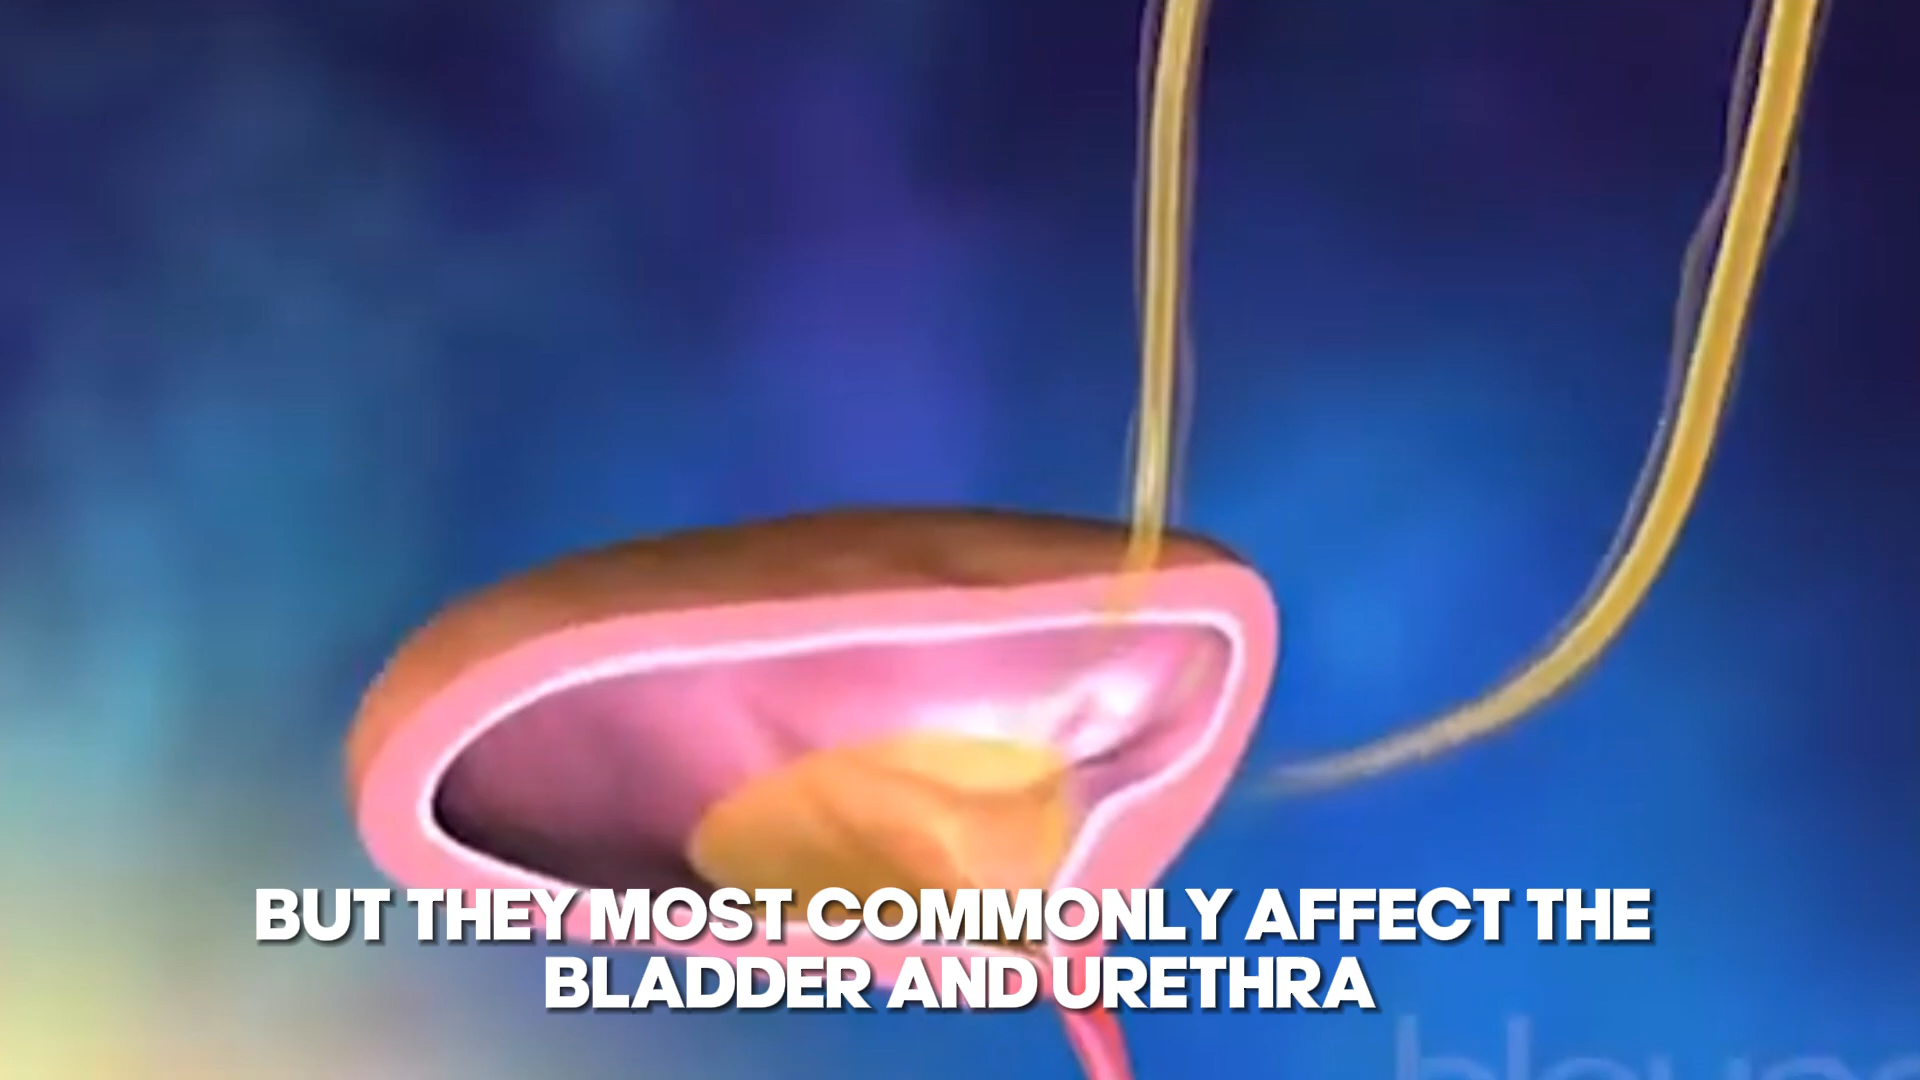 BUT THEY MOST COMMONLY AFFECT THE
BLADDER AND URETHRA